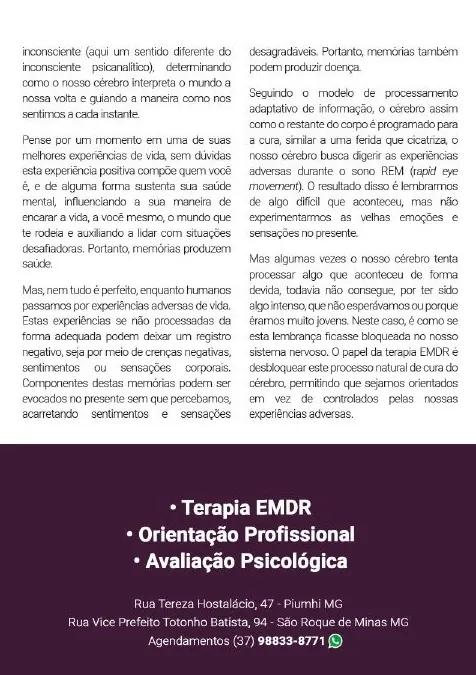 inconsciente (aqui um sentido diferente do
inconsciente psicanalítico), determinando
como o nosso cérebro interpreta o mundo a
nossa volta e guiando a maneira como nos
sentimos a cada instante.
Pense por um momento em uma de suas
melhores experiências de vida, sem dúvidas
esta experiência positiva compõe quem você
é, e de alguma forma sustenta sua saúde
mental, influenciando a sua maneira de
encarar a vida, a você mesmo, o mundo que
te rodeia e auxiliando a lidar com situações
desafiadoras. Portanto, memórias produzem
saúde.
Mas, nem tudo é perfeito, enquanto humanos
passamos por experiências adversas de vida.
Estas experiências se não processadas da
forma adequada podem deixar um registro
negativo, seja por meio de crenças negativas,
sentimentos ou sensações corporais.
Componentes destas memórias podem ser
evocados no presente sem que percebamos,
acarretando sentimentos e sensações
desagradáveis. Portanto, memórias também
podem produzir doença.
Seguindo o modelo de processamento
adaptativo de informação, o cérebro assim
como o restante do corpo é programado para
a cura, similar a uma ferida que cicatriza, o
nosso cérebro busca digerir as experiências
adversas durante o sono REM (rapid eye
movement). O resultado disso é lembrarmos
de algo difícil que aconteceu, mas não
experimentarmos as velhas emoções e
sensações no presente.
Mas algumas vezes o nosso cérebro tenta
processar algo que aconteceu de forma
devida, todavia não consegue, por ter sido
algo intenso, que não esperávamos ou porque
éramos muito jovens. Neste caso, é como se
esta lembrança ficasse bloqueada no nosso
sistema nervoso. O papel da terapia EMDR é
desbloquear este processo natural de cura do
cérebro, permitindo que sejamos orientados
em vez de controlados pelas nossas
experiências adversas.
• Terapia EMDR
• Orientação Profissional
• Avaliação Psicológica
Rua Tereza Hostalácio, 47 - Piumhi MG
Rua Vice Prefeito Totonho Batista, 94 - São Roque de Minas MG
Agendamentos (37) 98833-8771